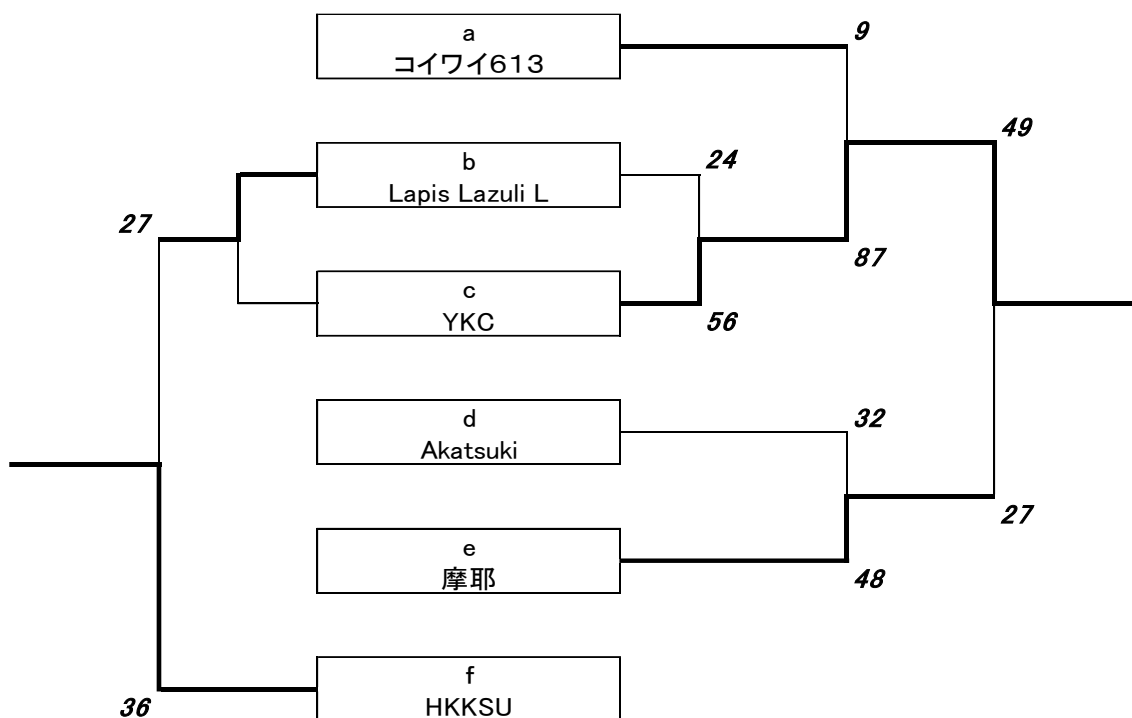 a
コイワイ613
9
49
b
Lapis Lazuli L
24
27
87
c
YKC
56
d
Akatsuki
32
27
e
摩耶
48
f
HKKSU
36